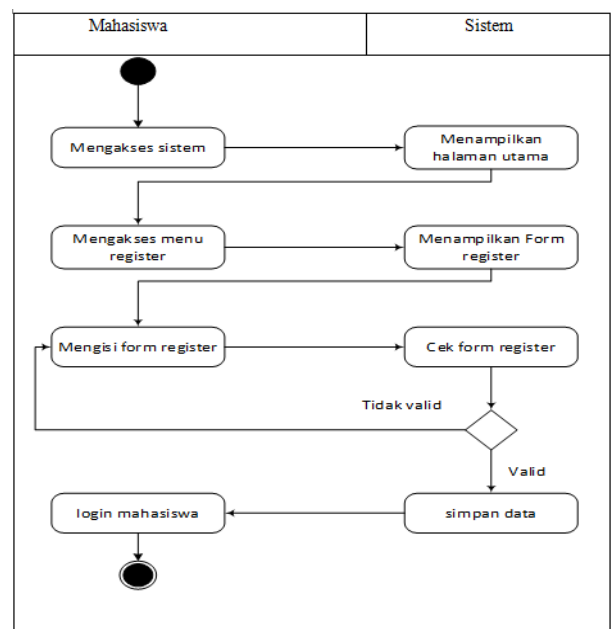 Mahasiswa
Sistem
Mengakses sistem
Menampilkan
halaman utama
Mengakses menu
register
Menampilkan Form
register
Mengisi form register
Cek form register
Tidak valid
Valid
login mahasiswa
simpan data